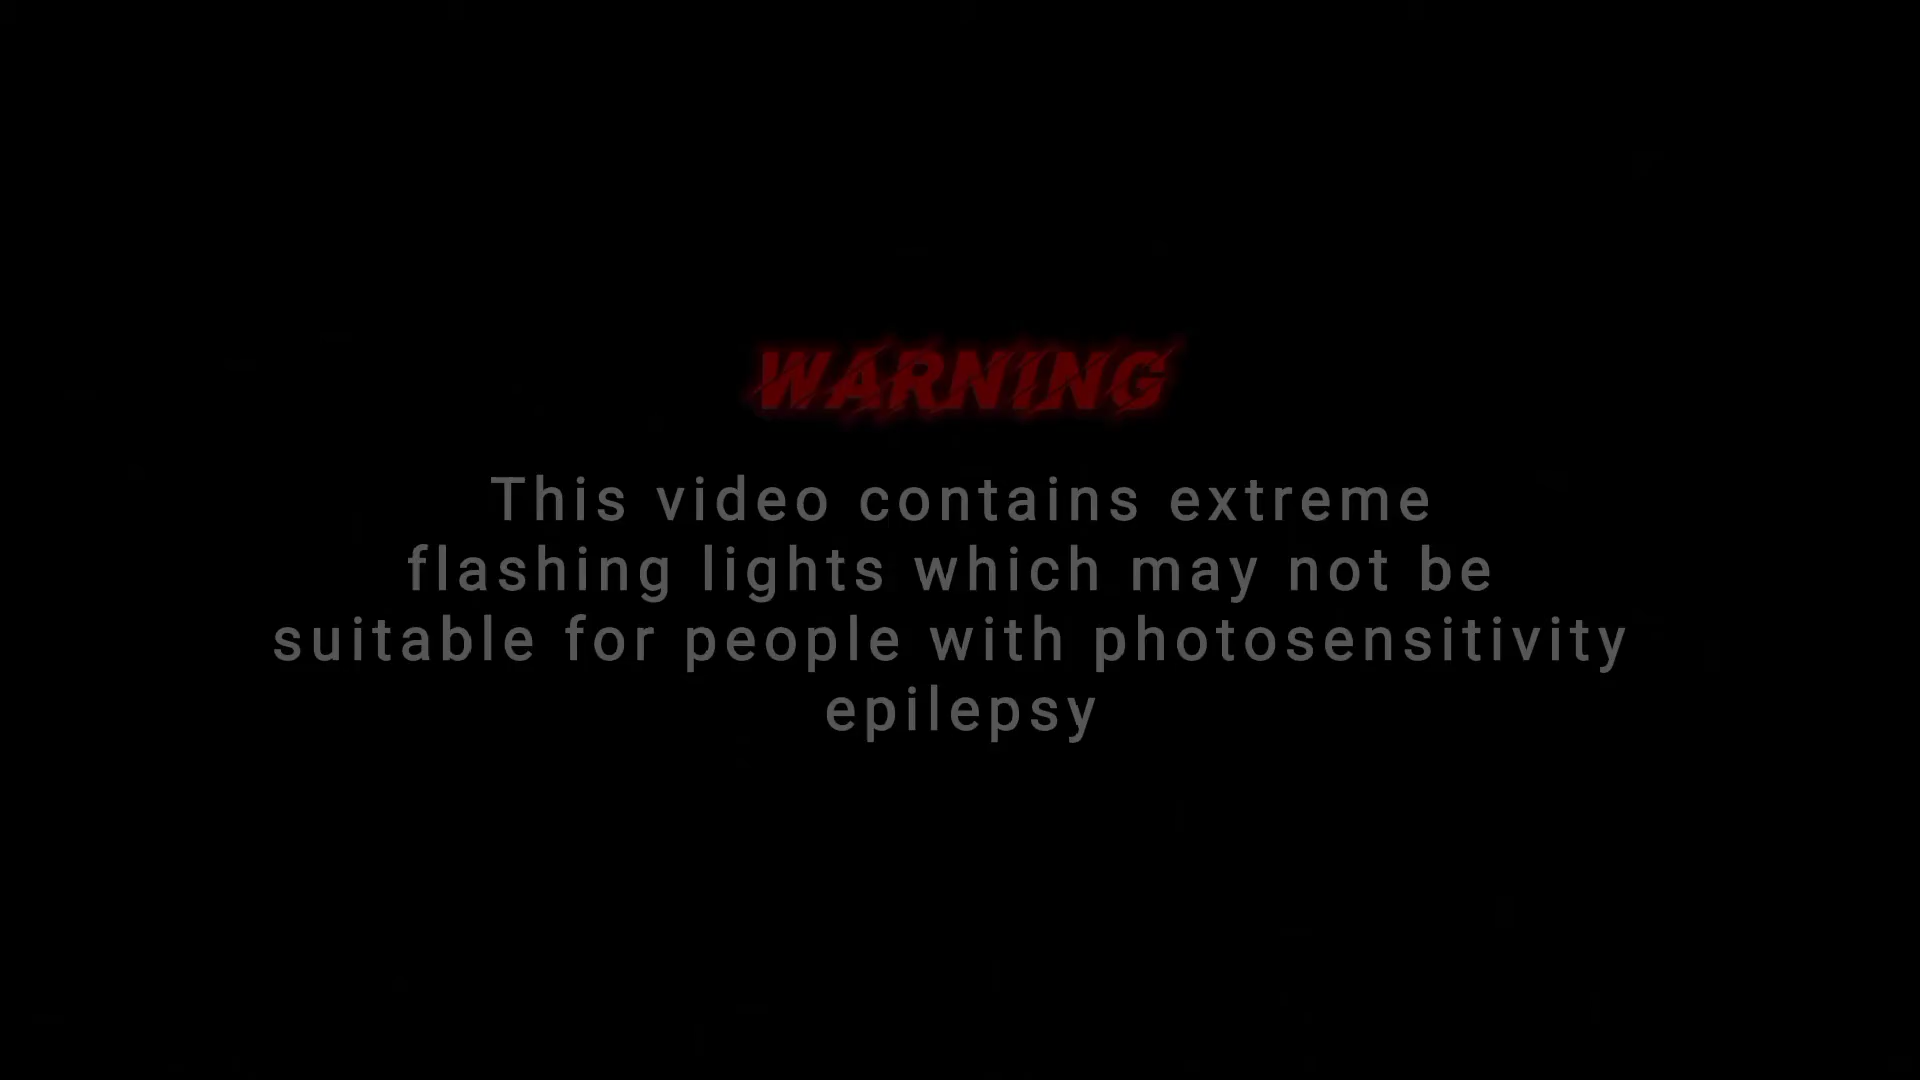 WARNING
This video contains extreme
flashing lights which may not be
suitable for people with photosensitivity
epilepsy